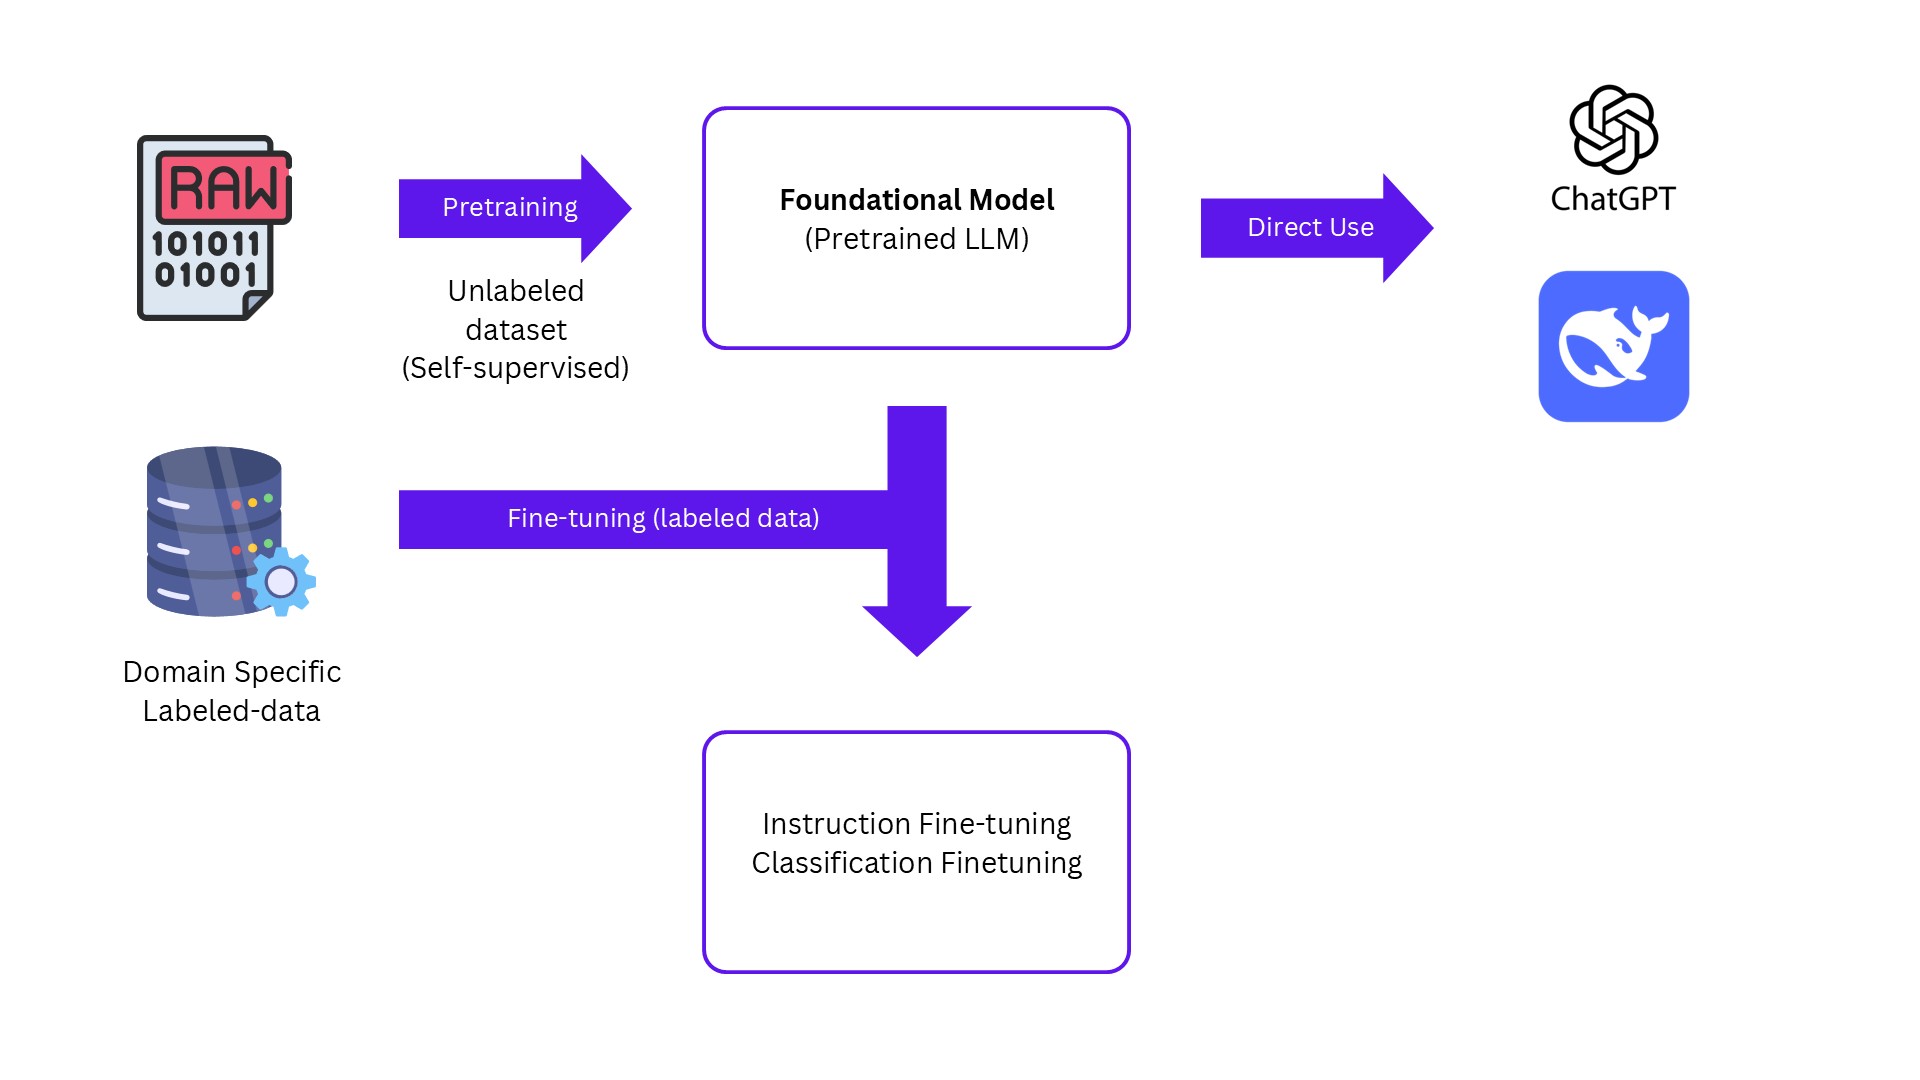 RAW
101011
01001
Pretraining
Unlabeled
dataset
(Self-supervised)
Foundational Model
(Pretrained LLM)
Direct Use
ChatGPT
Fine-tuning (labeled data)
Domain Specific
Labeled-data
Instruction Fine-tuning
Classification Finetuning